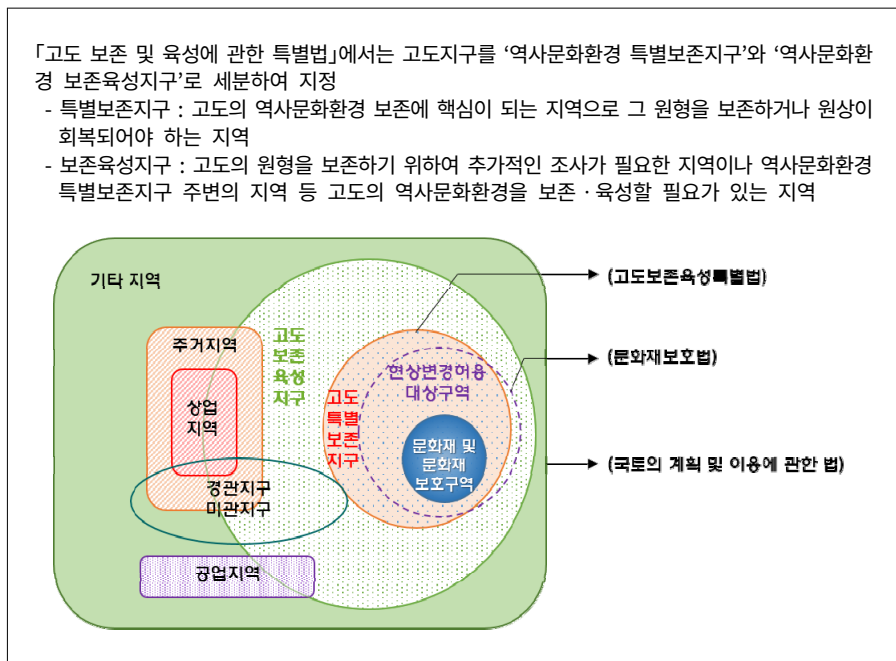 「고도 보존 및 육성에 관한 특별법」에서는 고도지구를 ‘역사문화환경 특별보존지구’와 ‘역사문화환
경 보존육성지구’로 세분하여 지정
- 특별보존지구 : 고도의 역사문화환경 보존에 핵심이 되는 지역으로 그 원형을 보존하거나 원상이
회복되어야 하는 지역
- 보존육성지구 : 고도의 원형을 보존하기 위하여 추가적인 조사가 필요한 지역이나 역사문화환경
특별보존지구 주변의 지역 등 고도의 역사문화환경을 보존 · 육성할 필요가 있는 지역
기타 지역
주거지역
상업
지역
고도
보존
육성
지구
고도
특별
보존
지구
현상변경허용
대상구역
문화재 및
문화재
보호구역
경관지구
미관지구
공업지역
(고도보존육성특별법)
(문화재보호법)
(국토의 계획 및 이용에 관한 법)